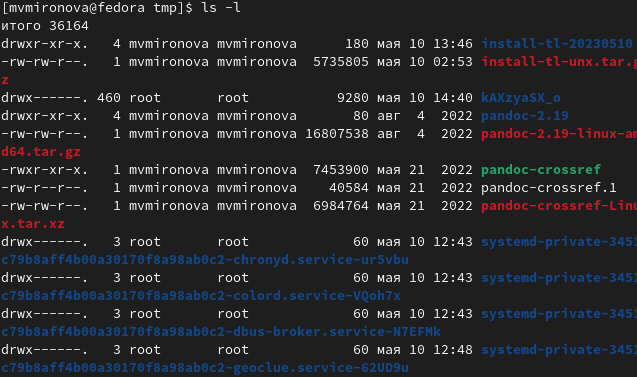 [mvmironova@fedora tmp]$ ls -l
итого 36164
drwxr-xr-x.   4 mvmironova mvmironova      180 мая 10 13:46 install-tl-20230510
-rw-rw-r--.   1 mvmironova mvmironova  5735805 мая 10 02:53 install-tl-unx.tar.g
z
drwx------. 460 root       root           9280 мая 10 14:40 kAXzyaSX_o
drwxr-xr-x.   4 mvmironova mvmironova       80 авг  4  2022 pandoc-2.19
-rw-rw-r--.   1 mvmironova mvmironova 16807538 авг  4  2022 pandoc-2.19-linux-am
d64.tar.gz
-rwxr-xr-x.   1 mvmironova mvmironova  7453900 мая 21  2022 pandoc-crossref
-rw-r--r--.   1 mvmironova mvmironova    40584 мая 21  2022 pandoc-crossref.1
-rw-rw-r--.   1 mvmironova mvmironova  6984764 мая 21  2022 pandoc-crossref-Linu
x.tar.xz
drwx------.   3 root       root             60 мая 10 12:43 systemd-private-3451
c79b8aff4b00a30170f8a98ab0c2-chronyd.service-ur5vbu
drwx------.   3 root       root             60 мая 10 12:43 systemd-private-3451
c79b8aff4b00a30170f8a98ab0c2-colord.service-VQoh7x
drwx------.   3 root       root             60 мая 10 12:43 systemd-private-3451
c79b8aff4b00a30170f8a98ab0c2-dbus-broker.service-N7EFMk
drwx------.   3 root       root             60 мая 10 12:48 systemd-private-3451
c79b8aff4b00a30170f8a98ab0c2-geoclue.service-62UD9u